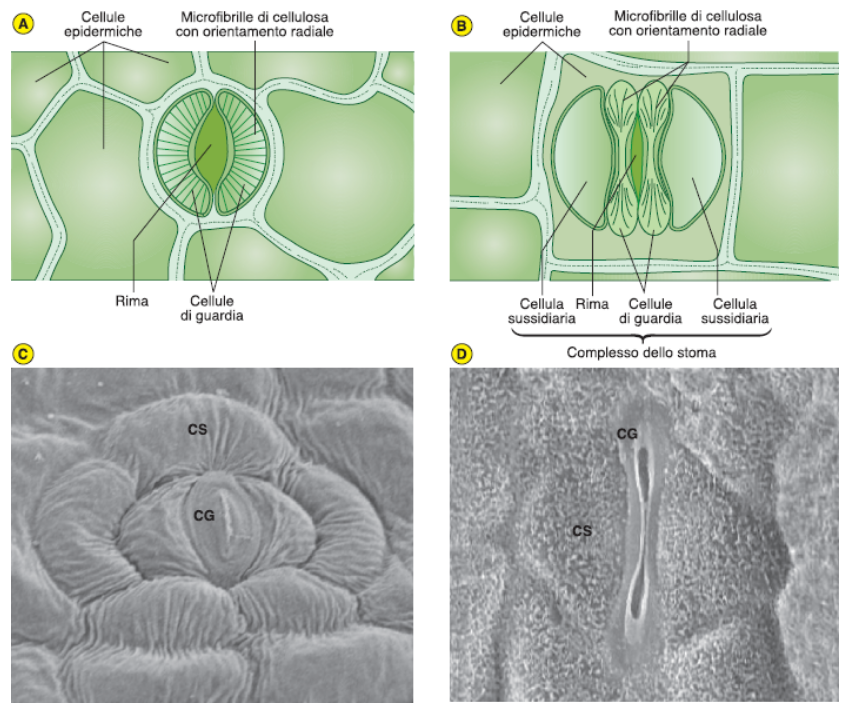 A
Cellule
epidermiche
Microfibrille di cellulosa
con orientamento radiale
Rima
Cellule
di guardia
B
Cellule
epidermiche
Microfibrille di cellulosa
con orientamento radiale
Cellula
sussidiaria
Rima
Cellule
di guardia
Cellula
sussidiaria
Complesso dello stoma
C
CS
CG
D
CG
CS